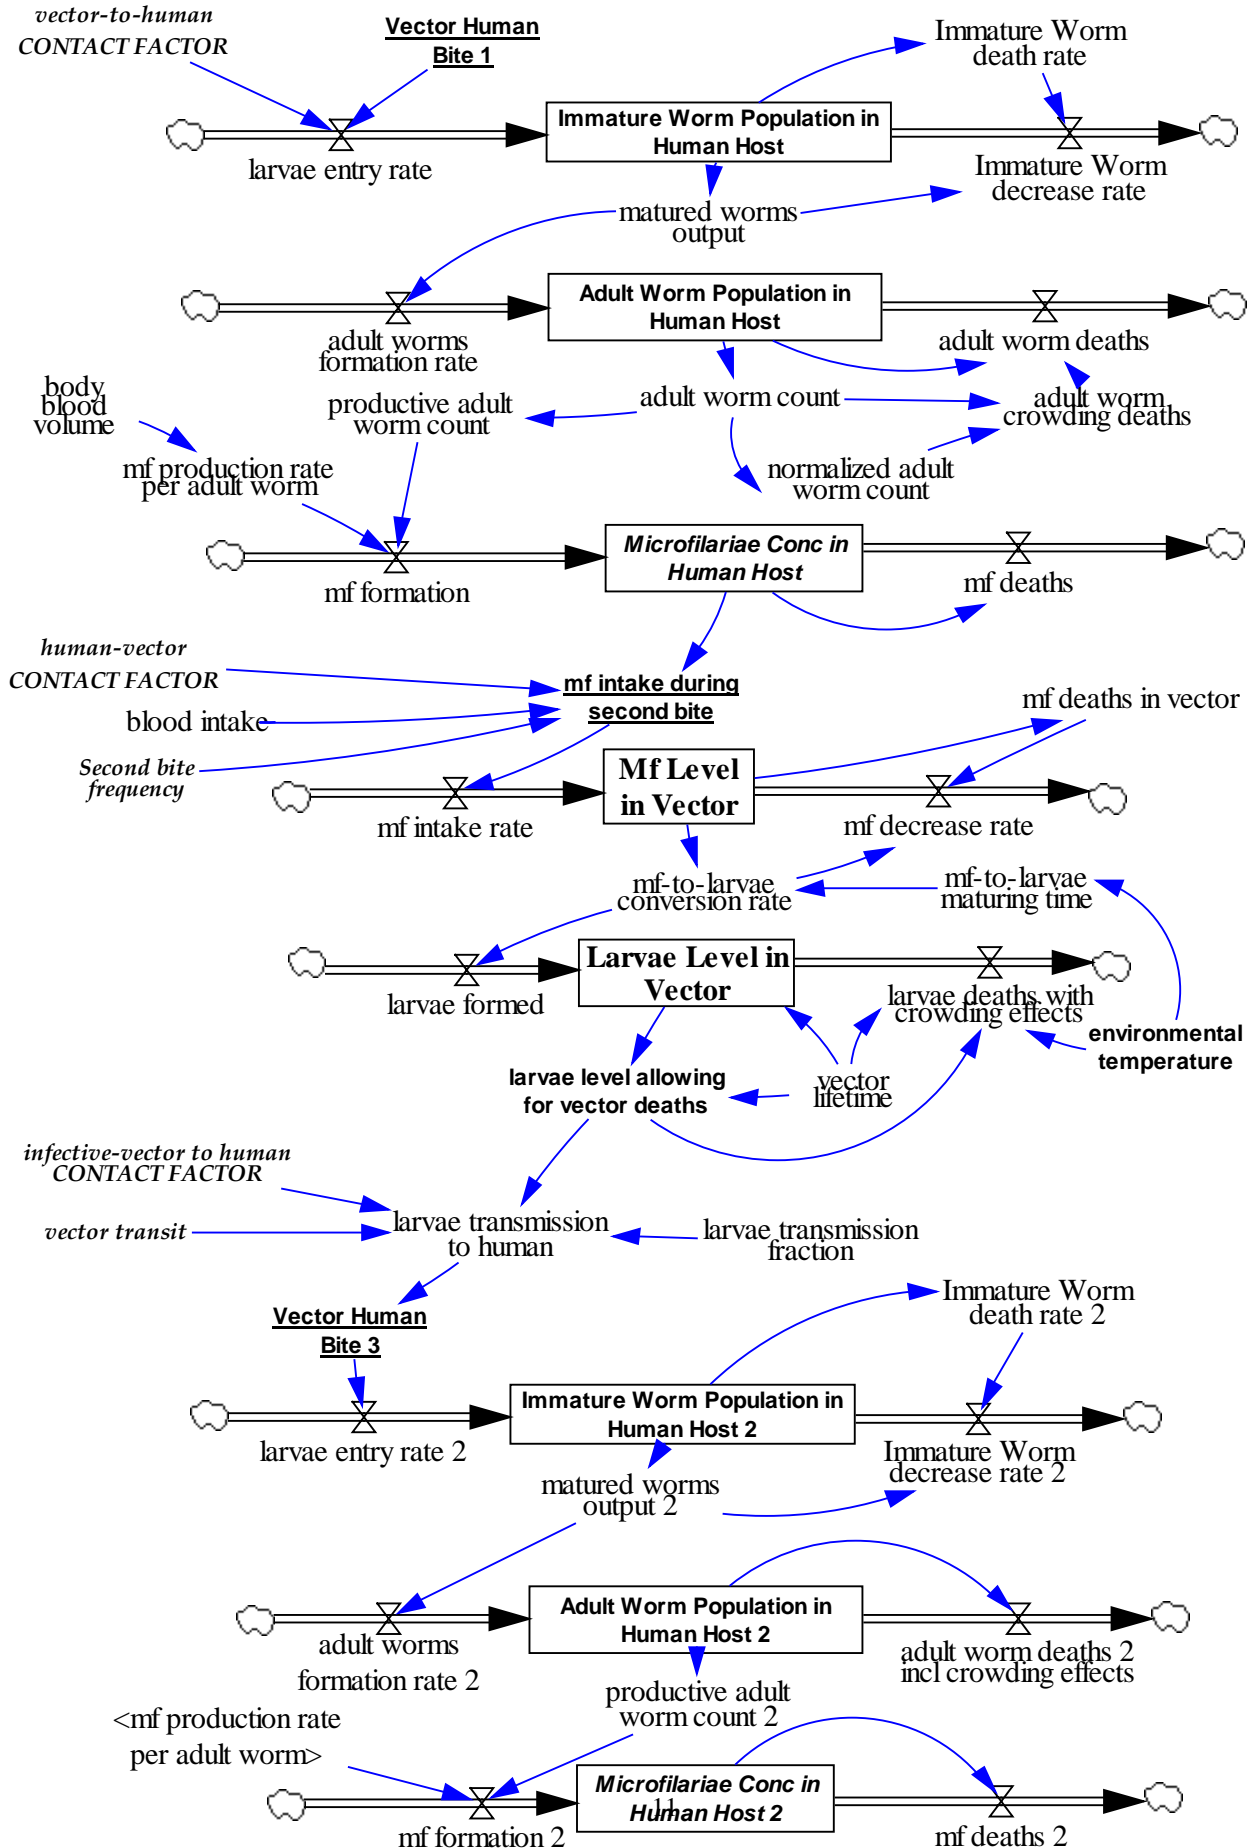 vector-to-human
CONTACT FACTOR
Vector Human
Bite 1
Immature Worm
death rate
Immature Worm Population in
Human Host
larvae entry rate
Immature Worm
decrease rate
matured worms
output
Adult Worm Population in
Human Host
adult worms
formation rate
adult worm deaths
body
blood
volume
productive adult
worm count
adult worm count
adult worm
crowding deaths
mf production rate
per adult worm
normalized adult
worm count
Microfilariae Conc in
Human Host
mf formation
mf deaths
human-vector
CONTACT FACTOR
mf intake during
second bite
blood intake
mf deaths in vector
Second bite
frequency
Mf Level
in Vector
mf intake rate
mf decrease rate
mf-to-larvae
conversion rate
mf-to-larvae
maturing time
Larvae Level in
Vector
larvae formed
larvae deaths with
crowding effects
environmental
temperature
larvae level allowing
for vector deaths
vector
lifetime
infective-vector to human
CONTACT FACTOR
vector transit
larvae transmission
to human
larvae transmission
fraction
Vector Human
Bite 3
Immature Worm
death rate 2
Immature Worm Population in
Human Host 2
larvae entry rate 2
Immature Worm
decrease rate 2
matured worms
output 2
Adult Worm Population in
Human Host 2
adult worms
formation rate 2
adult worm deaths 2
incl crowding effects
productive adult
worm count 2
<mf production rate
per adult worm>
Microfilariae Conc in
Human Host 2
11
mf formation 2
mf deaths 2